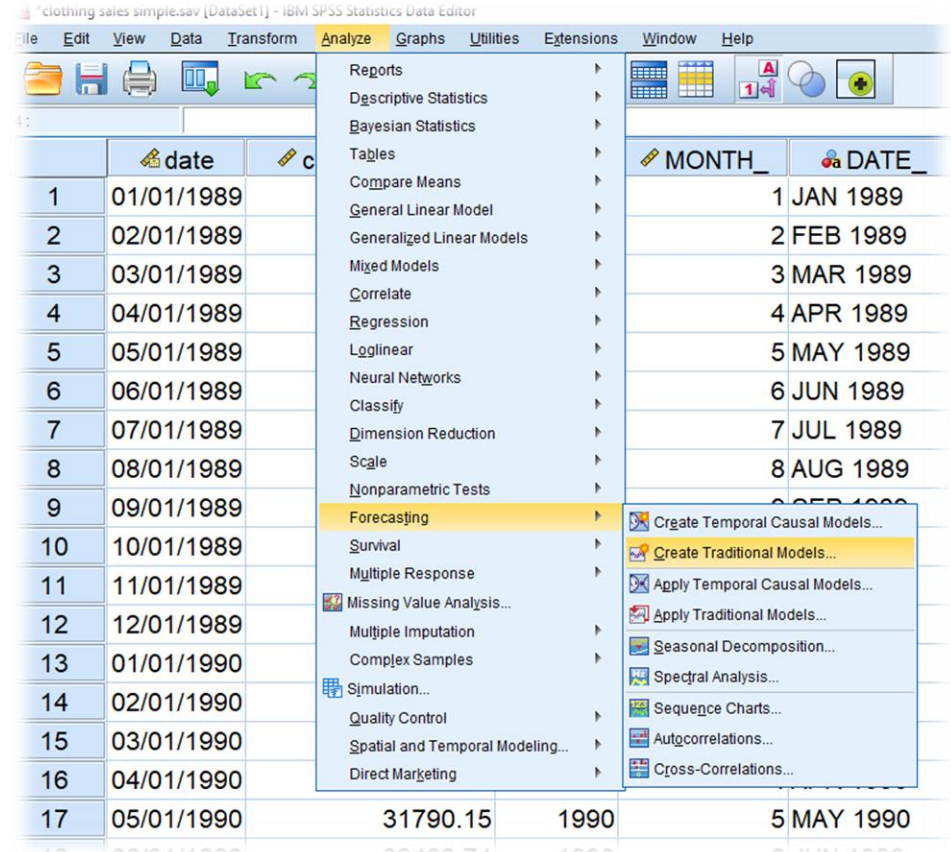 *clothing sales simple.sav [DataSet1] - IBM SPSS Statistics Data Editor
File Edit View Data Transform Analyze Graphs Utilities Extensions Window Help
date c MONTH_ DATE_
Reports
Descriptive Statistics
Bayesian Statistics
Tables
Compare Means
General Linear Model
Generalized Linear Models
Mixed Models
Correlate
Regression
Loglinear
Neural Networks
Classify
Dimension Reduction
Scale
Nonparametric Tests
Forecasting
Survival
Multiple Response
Missing Value Analysis...
Multiple Imputation
Complex Samples
Simulation...
Quality Control
Spatial and Temporal Modeling...
Direct Marketing
Create Temporal Causal Models...
Create Traditional Models...
Apply Temporal Causal Models...
Apply Traditional Models...
Seasonal Decomposition...
Spectral Analysis...
Sequence Charts...
Autocorrelations...
Cross-Correlations...
1 01/01/1989 1 JAN 1989
2 02/01/1989 2 FEB 1989
3 03/01/1989 3 MAR 1989
4 04/01/1989 4 APR 1989
5 05/01/1989 5 MAY 1989
6 06/01/1989 6 JUN 1989
7 07/01/1989 7 JUL 1989
8 08/01/1989 8 AUG 1989
9 09/01/1989
10 10/01/1989
11 11/01/1989
12 12/01/1989
13 01/01/1990
14 02/01/1990
15 03/01/1990
16 04/01/1990
17 05/01/1990 31790.15 1990 5 MAY 1990